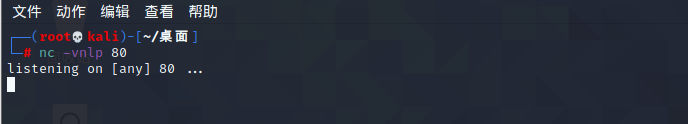 文件 动作 编辑 查看 帮助
┌──(root💀kali)-[~/桌面]
└─# nc -vnlp 80
listening on [any] 80 ...